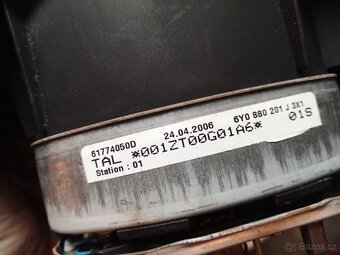 61774050D 24.04.2006 6Y0 880 201 J 3X1
TAL *001ZT00G01A6* 01S
Station : 01
bazos.cz